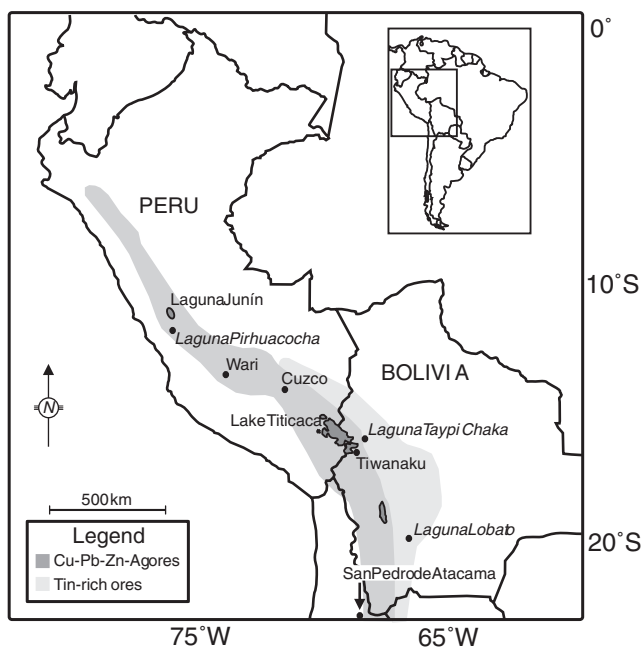 0°
PERU
10°S
LagunaJunín
LagunaPirhuacocha
Wari
Cuzco
BOLIVI A
LakeTiticaca
LagunaTaypi Chaka
Tiwanaku
N
500km
LagunaLobato
20°S
Legend
Cu-Pb-Zn-Agores
Tin-rich ores
SanPedrodeAtacama
75°W
65°W